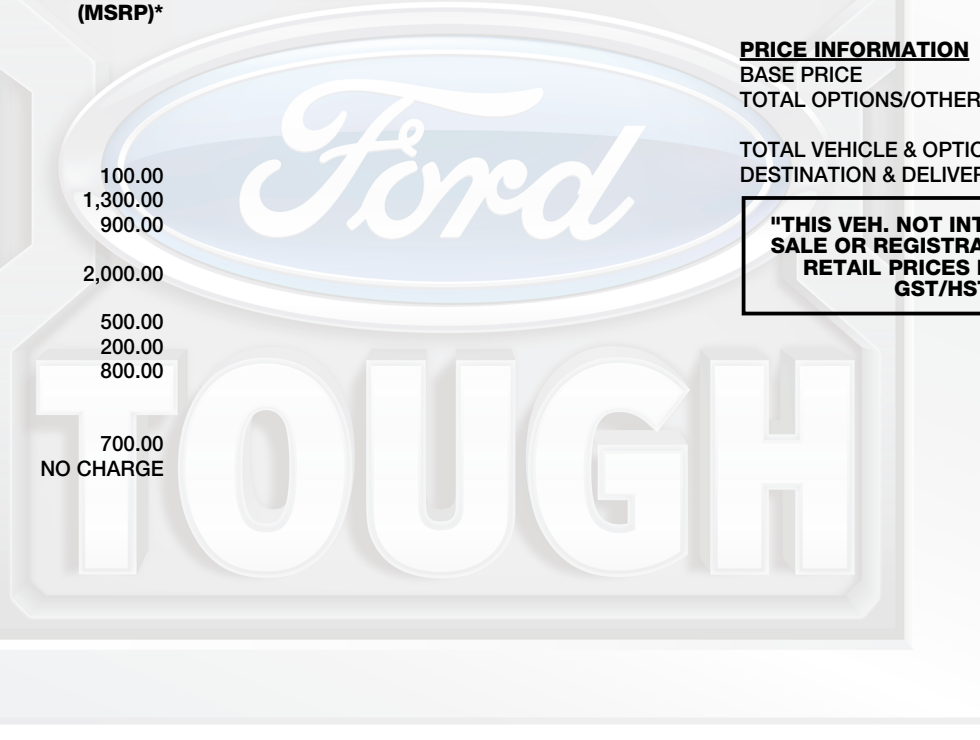 (MSRP)*
100.00
1,300.00
900.00
2,000.00
500.00
200.00
800.00
700.00
NO CHARGE
PRICE INFORMATION
BASE PRICE
TOTAL OPTIONS/OTHER
TOTAL VEHICLE & OPTIO
DESTINATION & DELIVER
"THIS VEH. NOT INT
SALE OR REGISTRA
RETAIL PRICES
GST/HST
Ford
TOUGH